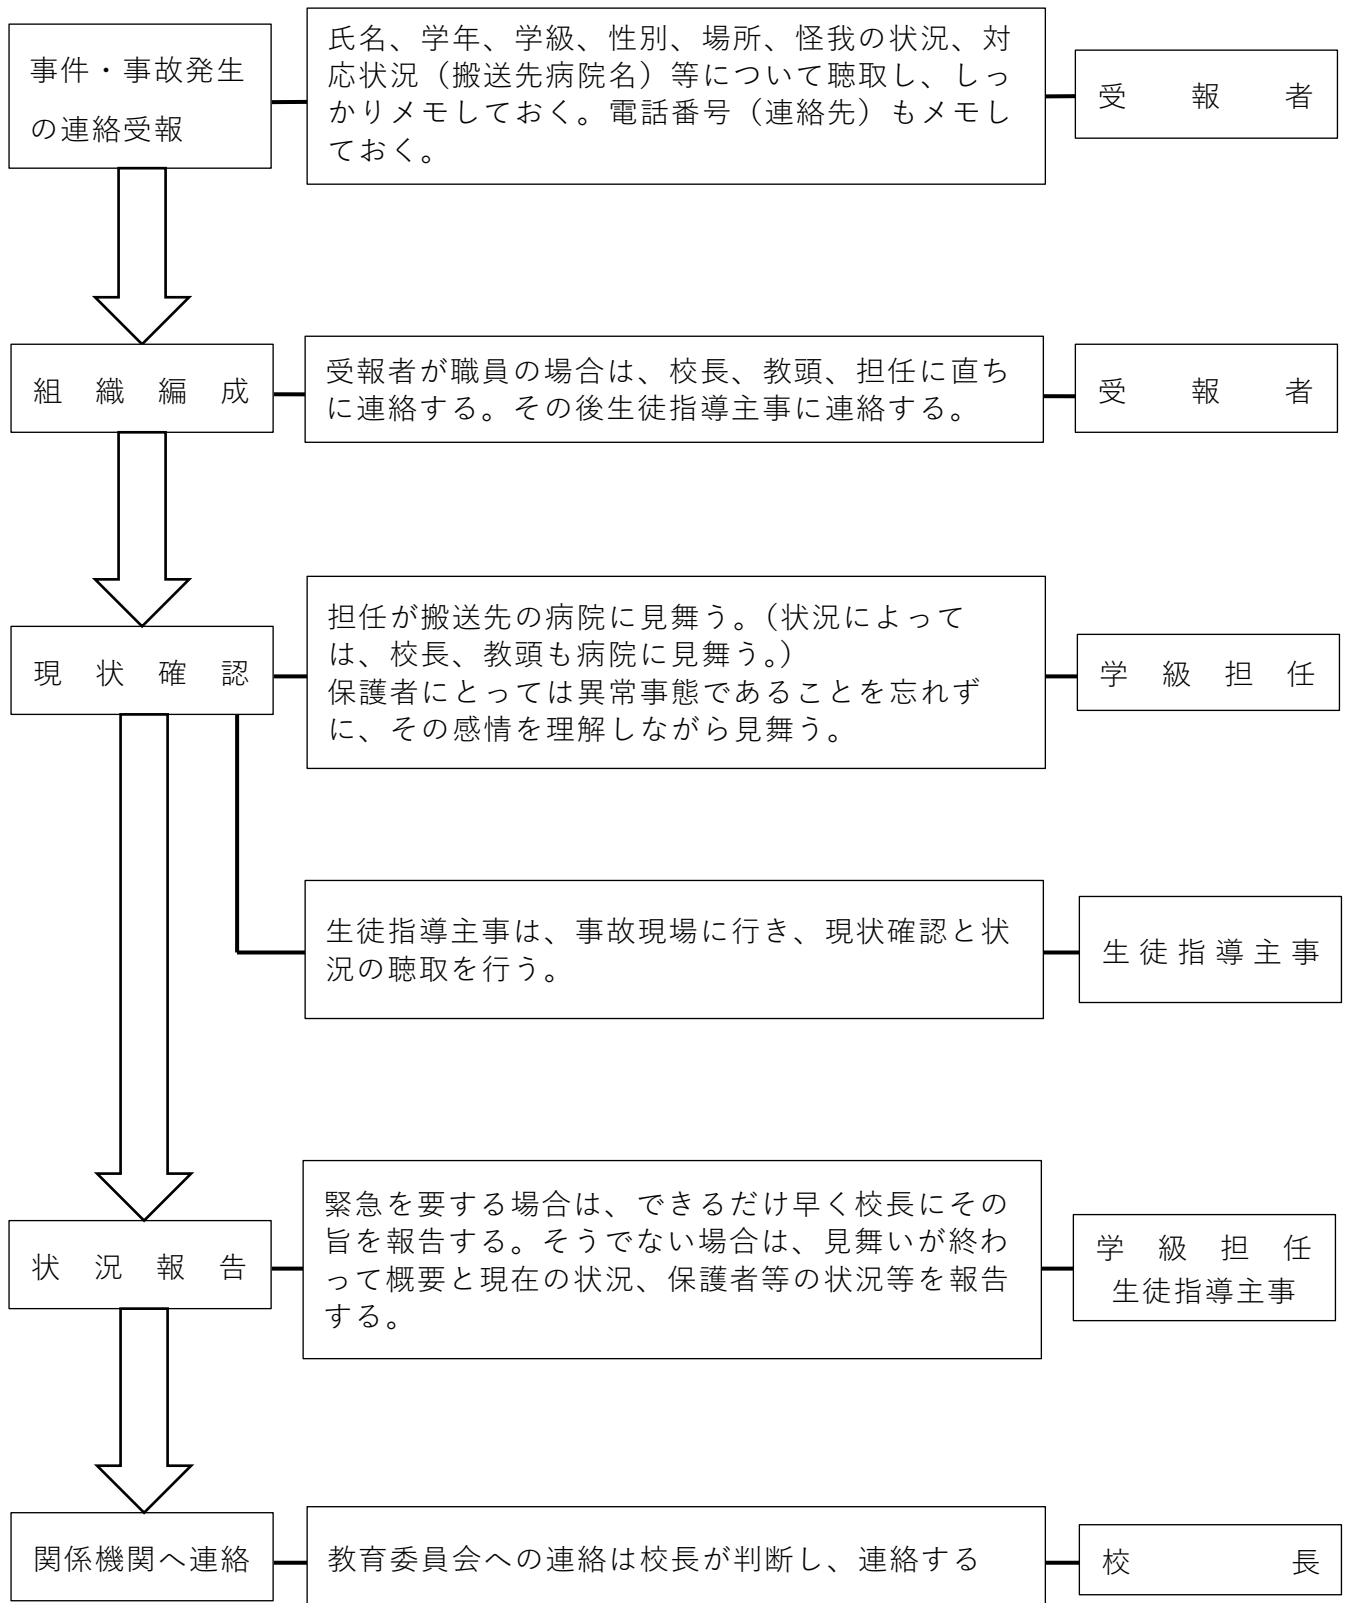 事件・事故発生
の連絡受報
氏名、学年、学級、性別、場所、怪我の状況、対
応状況（搬送先病院名）等について聴取し、しっ
かりメモしておく。電話番号（連絡先）もメモし
ておく。
受報者
組織編成
受報者が職員の場合は、校長、教頭、担任に直ち
に連絡する。その後生徒指導主事に連絡する。
受報者
現状確認
担任が搬送先の病院に見舞う。（状況によって
は、校長、教頭も病院に見舞う。）
保護者にとっては異常事態であることを忘れず
に、その感情を理解しながら見舞う。
学級担任
生徒指導主事は、事故現場に行き、現状確認と状
況の聴取を行う。
生徒指導主事
状況報告
緊急を要する場合は、できるだけ早く校長にその
旨を報告する。そうでない場合は、見舞いが終わ
って概要と現在の状況、保護者等の状況等を報告
する。
学級担任
生徒指導主事
関係機関へ連絡
教育委員会への連絡は校長が判断し、連絡する
校長